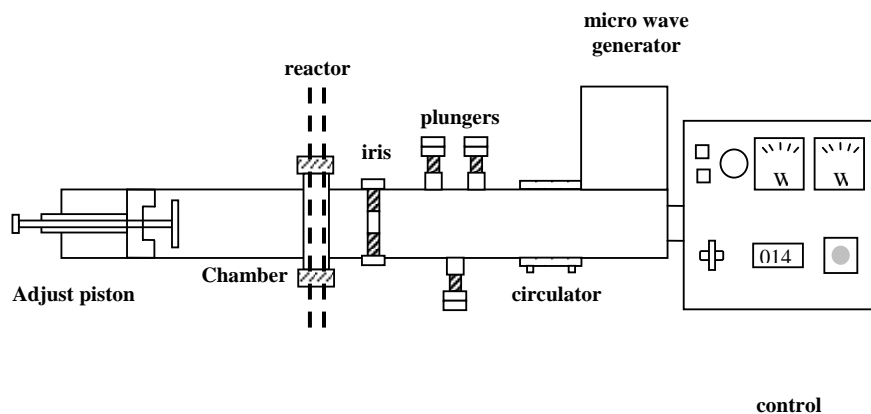 micro wave
generator
reactor
plungers
iris
W
W
014
Chamber
Adjust piston
circulator
control